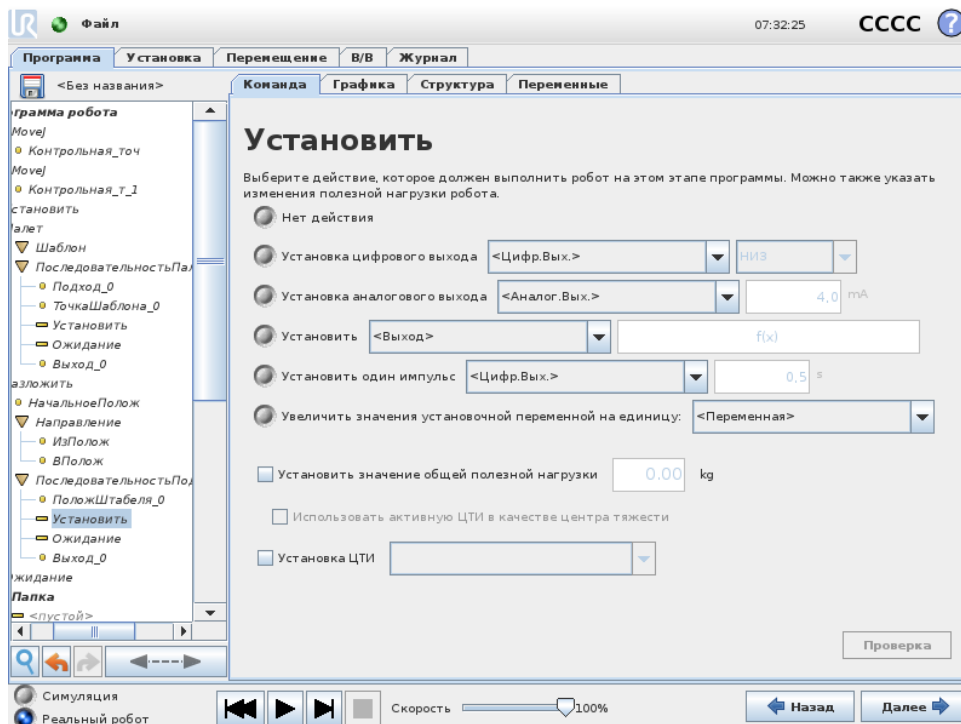 UR Файл 07:32:25 CCCC ?
Программа Установка Перемещение В/В Журнал
<Без названия>
Команда Графика Структура Переменные
ограмма робота
MoveJ
Контрольная_точ
MoveJ
Контрольная_т_1
становить
алет
Шаблон
ПоследовательностьПал
Подход_0
ТочкаШаблона_0
Установить
Ожидание
Выход_0
азложить
НачальноеПолож
Направление
ИзПолож
ВПолож
ПоследовательностьПод
ПоложШтабеля_0
Установить
Ожидание
Выход_0
жидание
Папка
<пустой>
Установить
Выберите действие, которое должен выполнить робот на этом этапе программы. Можно также указать
изменения полезной нагрузки робота.
Нет действия
Установка цифрового выхода <Цифр.Вых.> НИЗ
Установка аналогового выхода <Аналог.Вых.> 4,0 mA
Установить <Выход> f(x)
Установить один импульс <Цифр.Вых.> 0,5 s
Увеличить значения установочной переменной на единицу: <Переменная>
Установить значение общей полезной нагрузки 0.00 kg
Использовать активную ЦТИ в качестве центра тяжести
Установка ЦТИ
Проверка
Симуляция
Реальный робот
Скорость 100%
Назад Далее